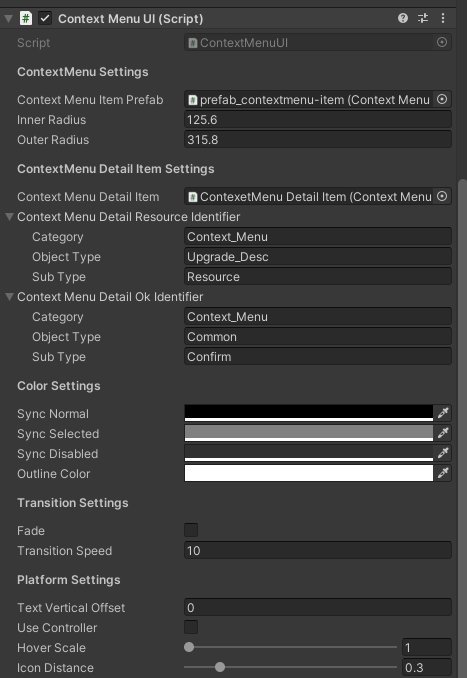 Context Menu UI (Script)
Script # ContextMenuUI
ContextMenu Settings
Context Menu Item Prefab # prefab_contextmenu-item (Context Menu
Inner Radius 125.6
Outer Radius 315.8
ContextMenu Detail Item Settings
Context Menu Detail Item # ContexetMenu Detail Item (Context Menu
Context Menu Detail Resource Identifier
Category Context_Menu
Object Type Upgrade_Desc
Sub Type Resource
Context Menu Detail Ok Identifier
Category Context_Menu
Object Type Common
Sub Type Confirm
Color Settings
Sync Normal
Sync Selected
Sync Disabled
Outline Color
Transition Settings
Fade
Transition Speed 10
Platform Settings
Text Vertical Offset 0
Use Controller
Hover Scale 1
Icon Distance 0.3